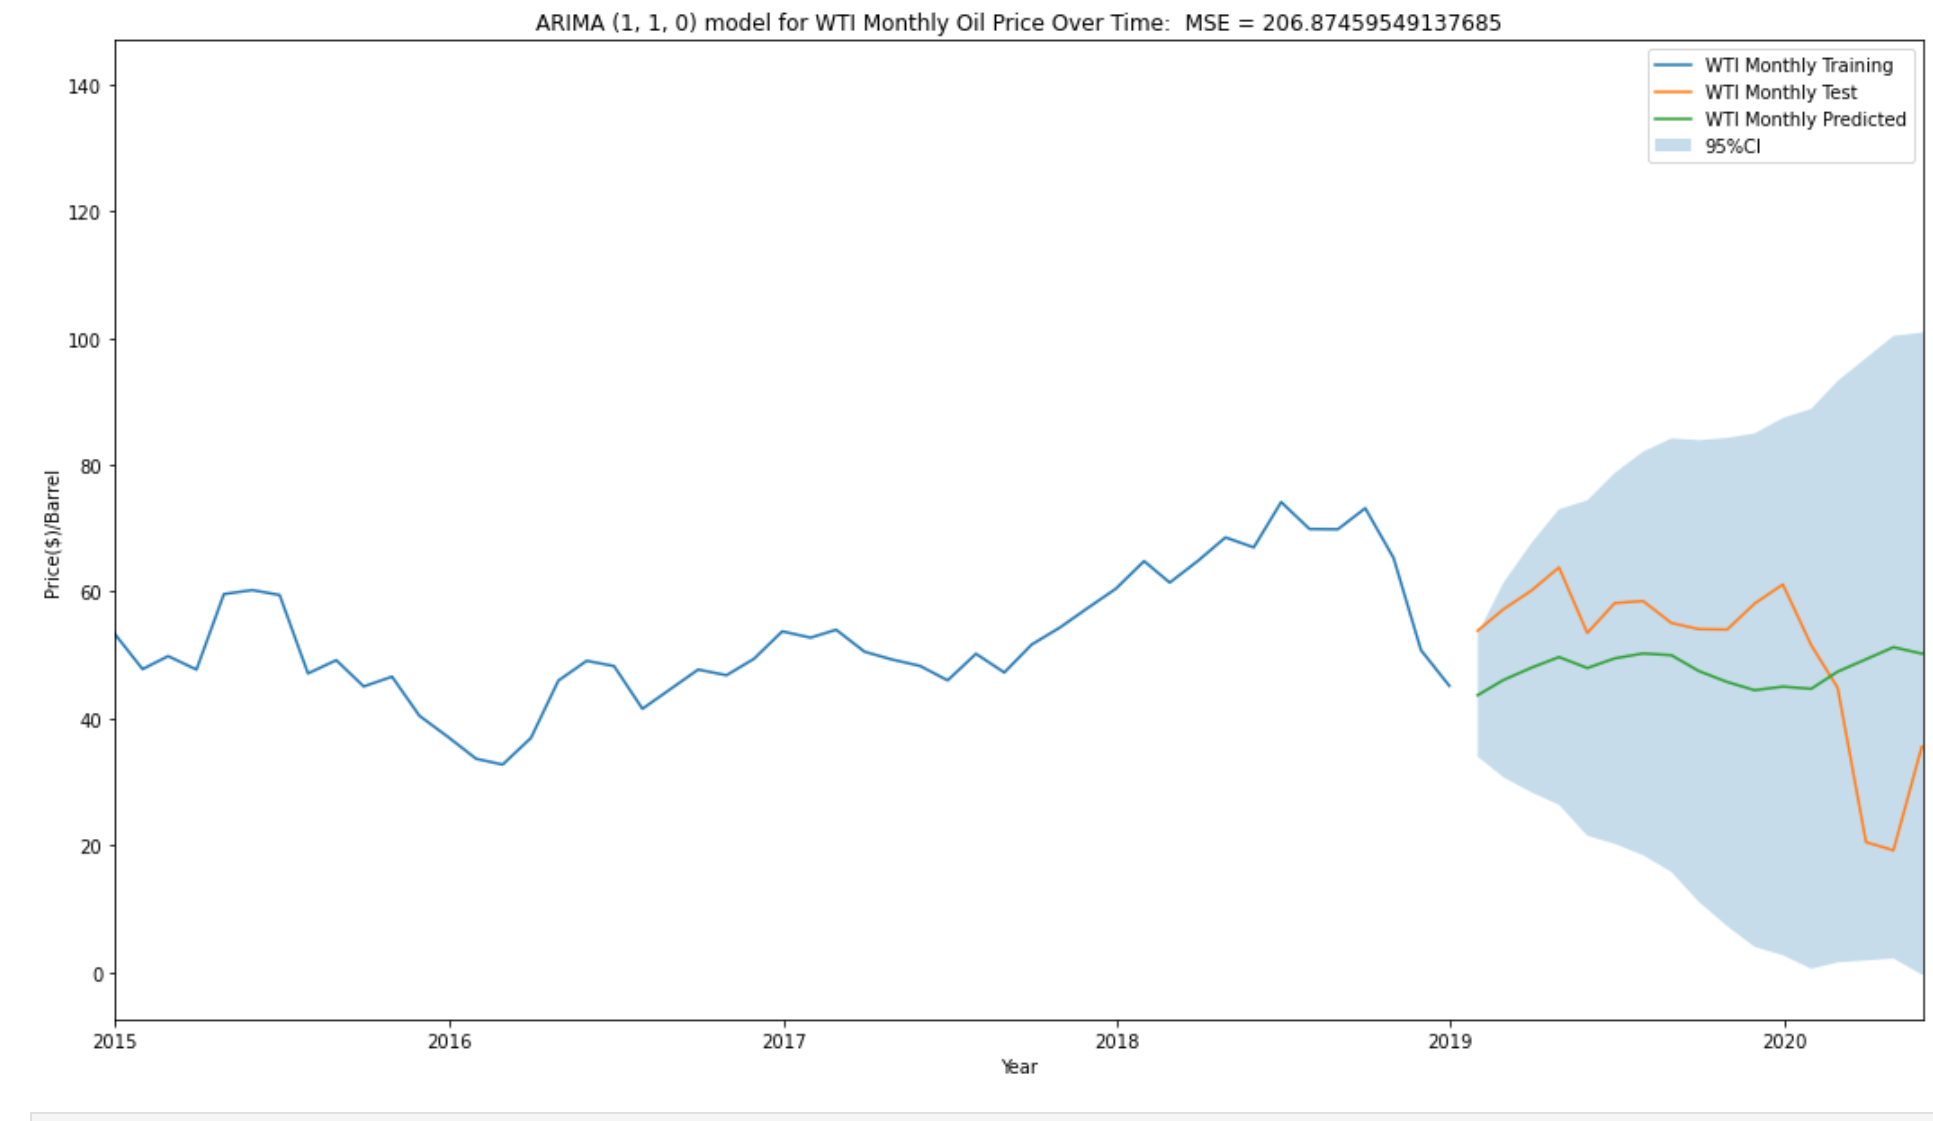 ARIMA (1, 1, 0) model for WTI Monthly Oil Price Over Time:  MSE = 206.87459549137685
WTI Monthly Training
WTI Monthly Test
WTI Monthly Predicted
95%CI
140
120
100
80
60
40
20
0
Price($)/Barrel
2015
2016
2017
2018
2019
2020
Year